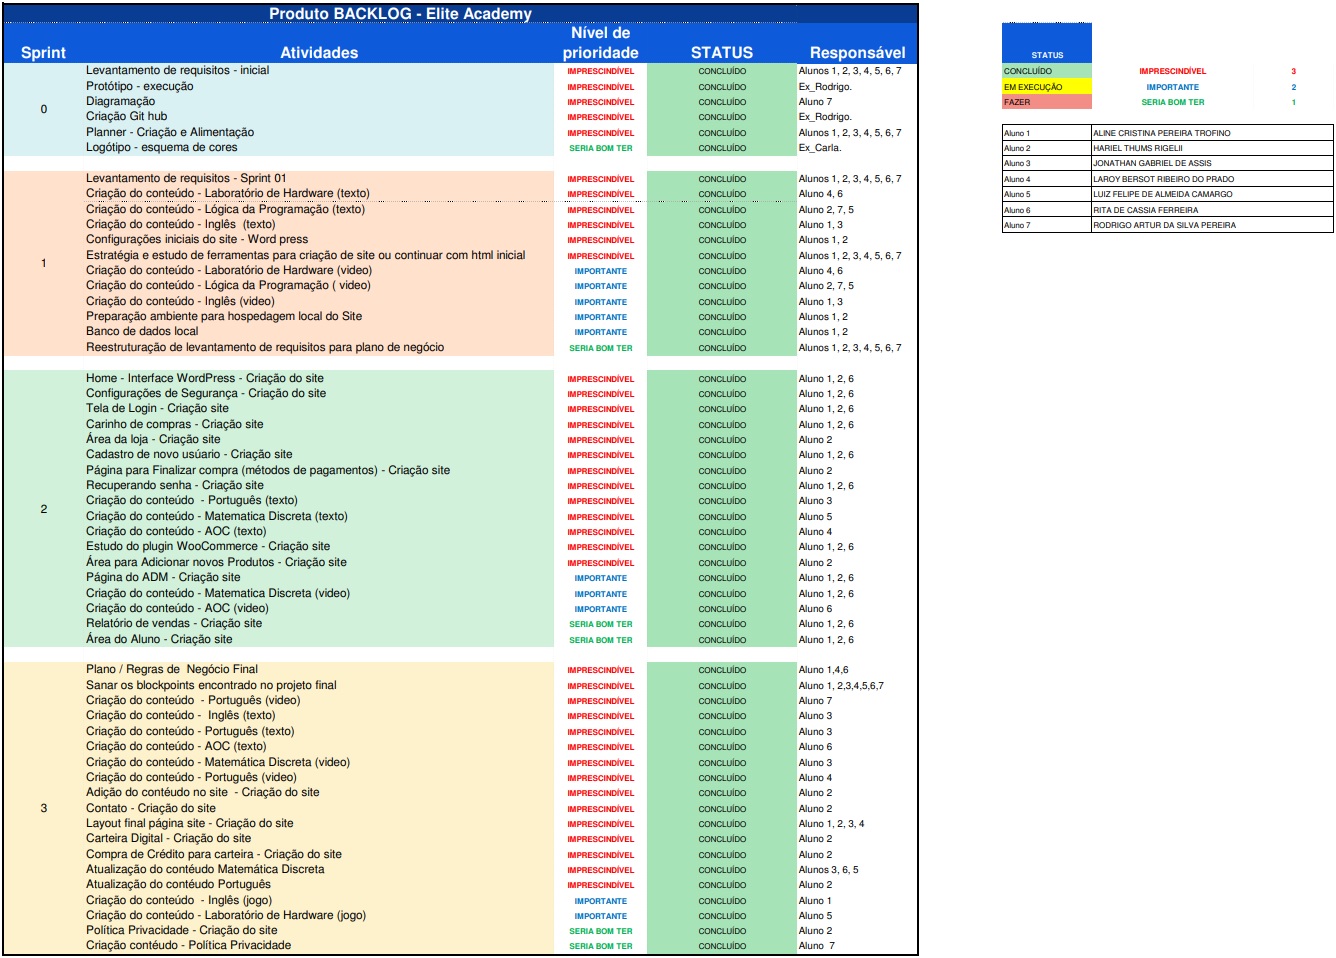 Produto BACKLOG - Elite Academy
Sprint Atividades Nível de prioridade STATUS Responsável
0
Levantamento de requisitos - inicial IMPRESCINDÍVEL CONCLUÍDO Alunos 1, 2, 3, 4, 5, 6, 7
Protótipo - execução IMPRESCINDÍVEL CONCLUÍDO Ex_Rodrigo.
Diagramação IMPRESCINDÍVEL CONCLUÍDO Aluno 7
Criação Git hub IMPRESCINDÍVEL CONCLUÍDO Ex_Rodrigo.
Planner - Criação e Alimentação IMPRESCINDÍVEL CONCLUÍDO Alunos 1, 2, 3, 4, 5, 6, 7
Logótipo - esquema de cores SERIA BOM TER CONCLUÍDO Ex_Carla.
1
Levantamento de requisitos - Sprint 01 IMPRESCINDÍVEL CONCLUÍDO Alunos 1, 2, 3, 4, 5, 6, 7
Criação do conteúdo - Laboratório de Hardware (texto) IMPRESCINDÍVEL CONCLUÍDO Aluno 4, 6
Criação do conteúdo - Lógica da Programação (texto) IMPRESCINDÍVEL CONCLUÍDO Aluno 2, 7, 5
Criação do conteúdo - Inglês (texto) IMPRESCINDÍVEL CONCLUÍDO Aluno 1, 3
Configurações iniciais do site - Word press IMPRESCINDÍVEL CONCLUÍDO Alunos 1, 2
Estratégia e estudo de ferramentas para criação de site ou continuar com html inicial IMPRESCINDÍVEL CONCLUÍDO Alunos 1, 2, 3, 4, 5, 6, 7
Criação do conteúdo - Laboratório de Hardware (video) IMPORTANTE CONCLUÍDO Aluno 4, 6
Criação do conteúdo - Lógica da Programação ( video) IMPORTANTE CONCLUÍDO Aluno 2, 7, 5
Criação do conteúdo - Inglês (video) IMPORTANTE CONCLUÍDO Aluno 1, 3
Preparação ambiente para hospedagem local do Site IMPORTANTE CONCLUÍDO Alunos 1, 2
Banco de dados local IMPORTANTE CONCLUÍDO Alunos 1, 2
Reestruturação de levantamento de requisitos para plano de negócio SERIA BOM TER CONCLUÍDO Alunos 1, 2, 3, 4, 5, 6, 7
2
Home - Interface WordPress - Criação do site IMPRESCINDÍVEL CONCLUÍDO Aluno 1, 2, 6
Configurações de Segurança - Criação do site IMPRESCINDÍVEL CONCLUÍDO Aluno 1, 2, 6
Tela de Login - Criação site IMPRESCINDÍVEL CONCLUÍDO Aluno 1, 2, 6
Carinho de compras - Criação site IMPRESCINDÍVEL CONCLUÍDO Aluno 1, 2, 6
Área da loja - Criação site IMPRESCINDÍVEL CONCLUÍDO Aluno 2
Cadastro de novo usúario - Criação site IMPRESCINDÍVEL CONCLUÍDO Aluno 1, 2, 6
Página para Finalizar compra (métodos de pagamentos) - Criação site IMPRESCINDÍVEL CONCLUÍDO Aluno 2
Recuperando senha - Criação site IMPRESCINDÍVEL CONCLUÍDO Aluno 1, 2, 6
Criação do conteúdo - Português (texto) IMPRESCINDÍVEL CONCLUÍDO Aluno 3
Criação do conteúdo - Matematica Discreta (texto) IMPRESCINDÍVEL CONCLUÍDO Aluno 5
Criação do conteúdo - AOC (texto) IMPRESCINDÍVEL CONCLUÍDO Aluno 4
Estudo do plugin WooCommerce - Criação site IMPRESCINDÍVEL CONCLUÍDO Aluno 1, 2, 6
Área para Adicionar novos Produtos - Criação site IMPRESCINDÍVEL CONCLUÍDO Aluno 2
Página do ADM - Criação site IMPORTANTE CONCLUÍDO Aluno 1, 2, 6
Criação do conteúdo - Matematica Discreta (video) IMPORTANTE CONCLUÍDO Aluno 1, 2, 6
Criação do conteúdo - AOC (video) IMPORTANTE CONCLUÍDO Aluno 6
Relatório de vendas - Criação site SERIA BOM TER CONCLUÍDO Aluno 1, 2, 6
Área do Aluno - Criação site SERIA BOM TER CONCLUÍDO Aluno 1, 2, 6
3
Plano / Regras de Negócio Final IMPRESCINDÍVEL CONCLUÍDO Aluno 1,4,6
Sanar os blockpoints encontrado no projeto final IMPRESCINDÍVEL CONCLUÍDO Aluno 1, 2,3,4,5,6,7
Criação do conteúdo - Português (video) IMPRESCINDÍVEL CONCLUÍDO Aluno 7
Criação do conteúdo - Inglês (texto) IMPRESCINDÍVEL CONCLUÍDO Aluno 3
Criação do conteúdo - Português (texto) IMPRESCINDÍVEL CONCLUÍDO Aluno 3
Criação do conteúdo - AOC (texto) IMPRESCINDÍVEL CONCLUÍDO Aluno 6
Criação do conteúdo - Matemática Discreta (video) IMPRESCINDÍVEL CONCLUÍDO Aluno 3
Criação do conteúdo - Português (video) IMPRESCINDÍVEL CONCLUÍDO Aluno 4
Adição do contéudo no site - Criação do site IMPRESCINDÍVEL CONCLUÍDO Aluno 2
Contato - Criação do site IMPRESCINDÍVEL CONCLUÍDO Aluno 2
Layout final página site - Criação do site IMPRESCINDÍVEL CONCLUÍDO Aluno 1, 2, 3, 4
Carteira Digital - Criação do site IMPRESCINDÍVEL CONCLUÍDO Aluno 2
Compra de Crédito para carteira - Criação do site IMPRESCINDÍVEL CONCLUÍDO Aluno 2
Atualização do contéudo Matemática Discreta IMPRESCINDÍVEL CONCLUÍDO Alunos 3, 6, 5
Atualização do contéudo Português IMPRESCINDÍVEL CONCLUÍDO Aluno 2
Criação do conteúdo - Inglês (jogo) IMPORTANTE CONCLUÍDO Aluno 1
Criação do conteúdo - Laboratório de Hardware (jogo) IMPORTANTE CONCLUÍDO Aluno 5
Política Privacidade - Criação do site SERIA BOM TER CONCLUÍDO Aluno 2
Criação contéudo - Política Privacidade SERIA BOM TER CONCLUÍDO Aluno 7
STATUS
CONCLUÍDO IMPRESCINDÍVEL 3
EM EXECUÇÃO IMPORTANTE 2
FAZER SERIA BOM TER 1
Aluno 1 ALINE CRISTINA PEREIRA TROFINO
Aluno 2 HARIEL THUMS RIGELII
Aluno 3 JONATHAN GABRIEL DE ASSIS
Aluno 4 LAROY BERSOT RIBEIRO DO PRADO
Aluno 5 LUIZ FELIPE DE ALMEIDA CAMARGO
Aluno 6 RITA DE CASSIA FERREIRA
Aluno 7 RODRIGO ARTUR DA SILVA PEREIRA